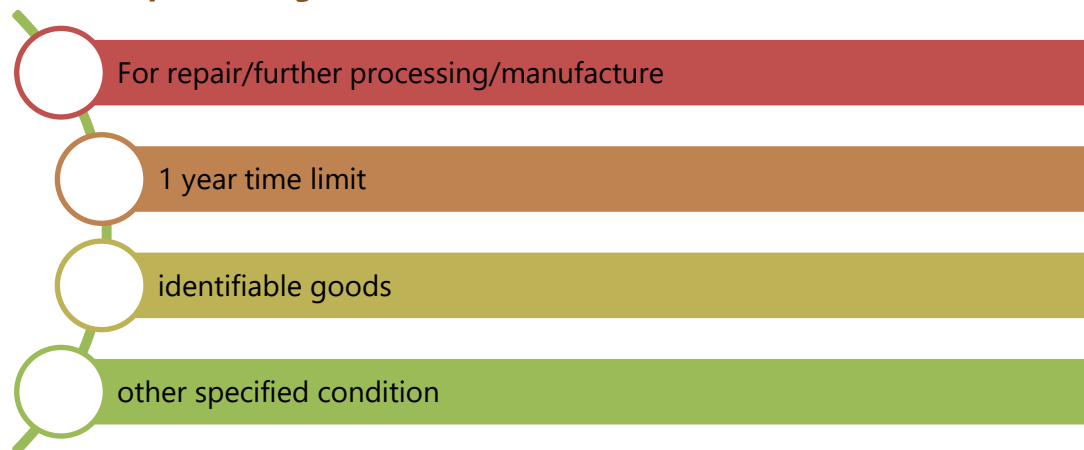 For repair/further processing/manufacture
1 year time limit
identifiable goods
other specified condition